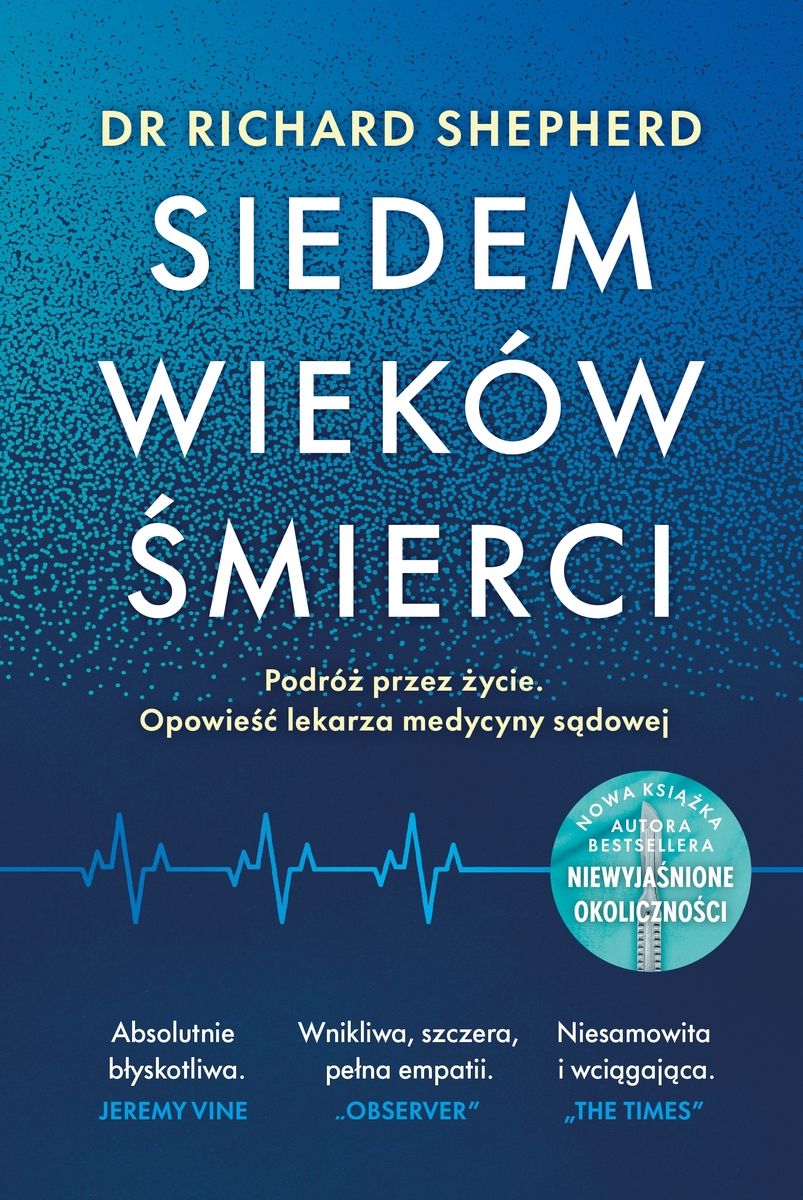 DR RICHARD SHEPHERD
SIEDEM
WIEKÓW
ŚMIERCI
Podróż przez życie.
Opowieść lekarza medycyny sądowej
NOWA KSIĄŻKA
AUTORA
BESTSELLERA
NIEWYJAŚNIONE
OKOLICZNOŚCI
Absolutnie
błyskotliwa.
JEREMY VINE
Wnikliwa, szczera,
pełna empatii.
„OBSERVER”
Niesamowita
i wciągająca.
„THE TIMES”